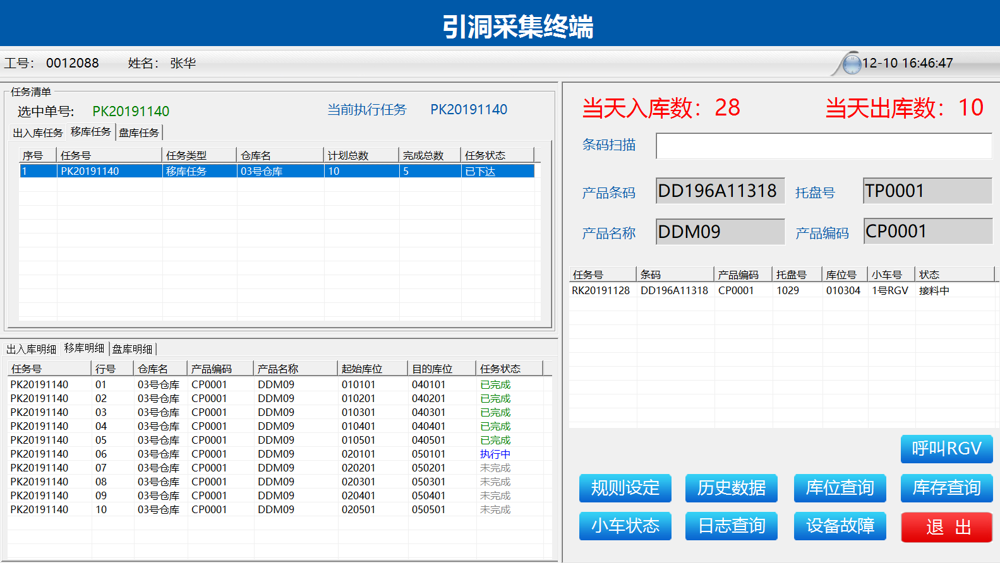 引洞采集终端
工号： 0012088 姓名： 张华 12-10 16:46:47
任务清单
选中单号: PK20191140 当前执行任务 PK20191140
出入库任务 移库任务 盘库任务
序号 任务号 任务类型 仓库名 计划总数 完成总数 任务状态
1 PK20191140 移库任务 03号仓库 10 5 已下达
出入库明细 移库明细 盘库明细
任务号 行号 仓库名 产品编码 产品名称 起始库位 目的库位 任务状态
PK20191140 01 03号仓库 CP0001 DDM09 010101 040101 已完成
PK20191140 02 03号仓库 CP0001 DDM09 010201 040201 已完成
PK20191140 03 03号仓库 CP0001 DDM09 010301 040301 已完成
PK20191140 04 03号仓库 CP0001 DDM09 010401 040401 已完成
PK20191140 05 03号仓库 CP0001 DDM09 010501 040501 已完成
PK20191140 06 03号仓库 CP0001 DDM09 020101 050101 执行中
PK20191140 07 03号仓库 CP0001 DDM09 020201 050201 未完成
PK20191140 08 03号仓库 CP0001 DDM09 020301 050301 未完成
PK20191140 09 03号仓库 CP0001 DDM09 020401 050401 未完成
PK20191140 10 03号仓库 CP0001 DDM09 020501 050501 未完成
当天入库数：28 当天出库数：10
条码扫描
产品条码 DD196A11318 托盘号 TP0001
产品名称 DDM09 产品编码 CP0001
任务号 条码 产品编码 托盘号 库位号 小车号 状态
RK20191128 DD196A11318 CP0001 1029 010304 1号RGV 接料中
呼叫RGV
规则设定 历史数据 库位查询 库存查询
小车状态 日志查询 设备故障 退 出